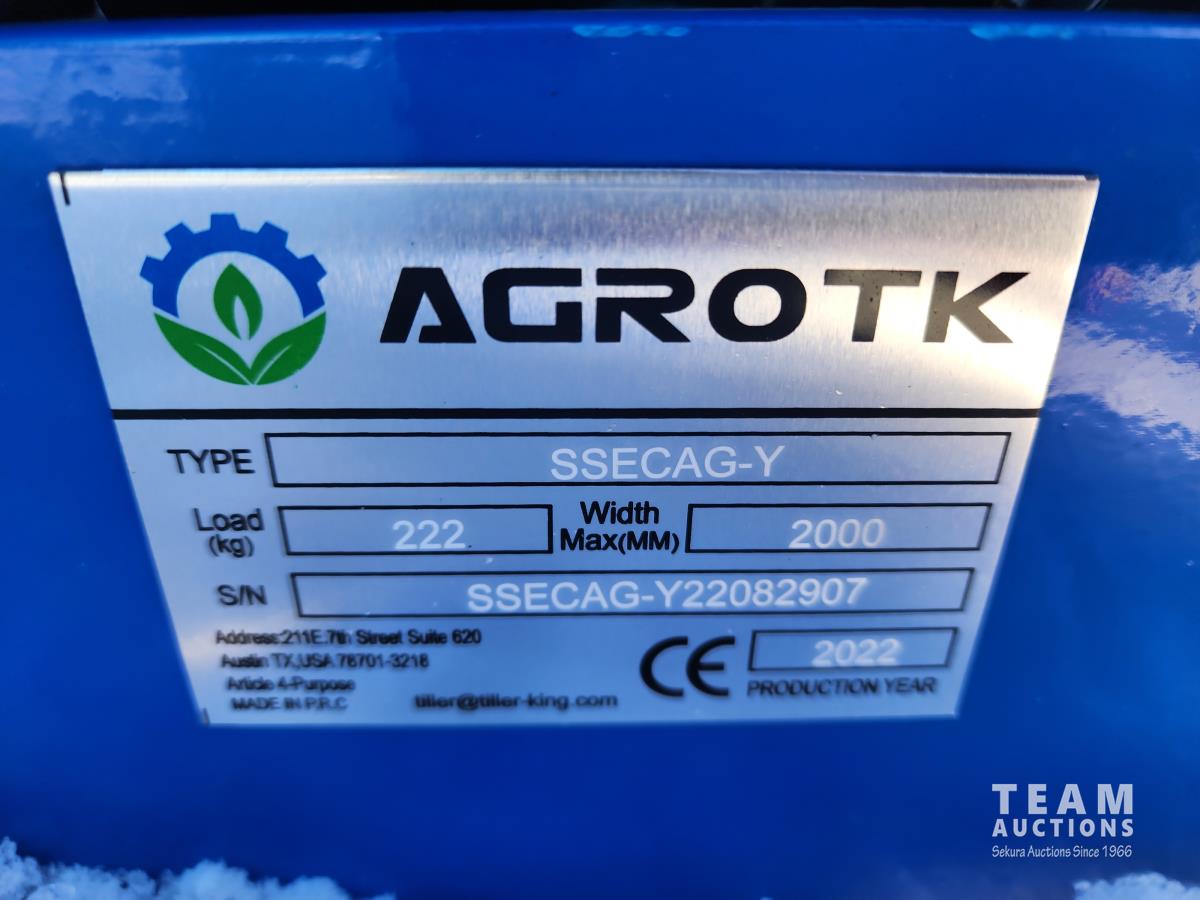 AGROTK
TYPE SSECAG-Y
Load (kg) 222 Width Max(MM) 2000
S/N SSECAG-Y22082907
Address:211E.7th Street Suite 620
Austin TX,USA 78701-3218
Article 4-Purpose
MADE IN P.R.C
tiller@tiller-king.com
CE 2022
PRODUCTION YEAR
TEAM
AUCTIONS
Sekura Auctions Since 1966